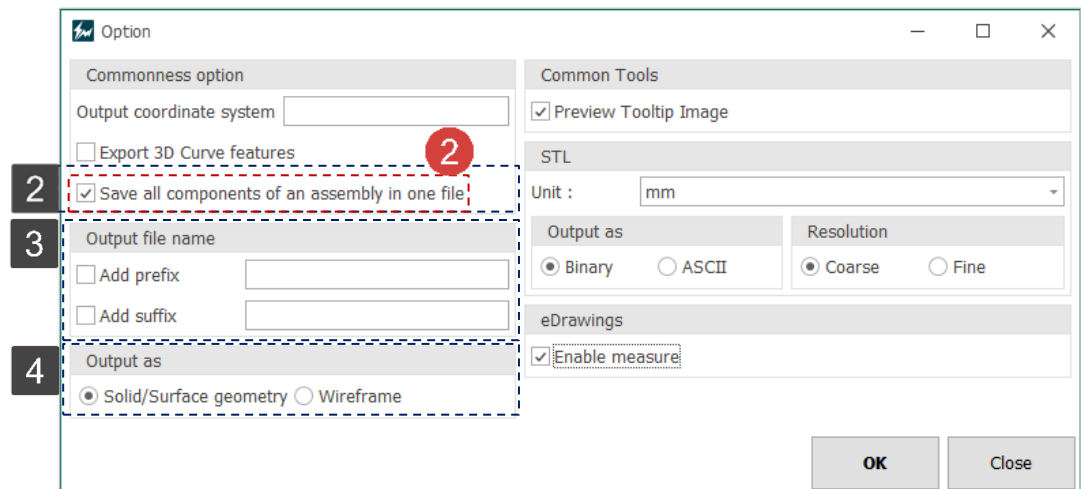 Option
Commonness option
Output coordinate system
Export 3D Curve features
2
2
Save all components of an assembly in one file
3
Output file name
Add prefix
Add suffix
4
Output as
Solid/Surface geometry
Wireframe
Common Tools
Preview Tooltip Image
STL
Unit :
mm
Output as
Binary
ASCII
Resolution
Coarse
Fine
eDrawings
Enable measure
OK
Close